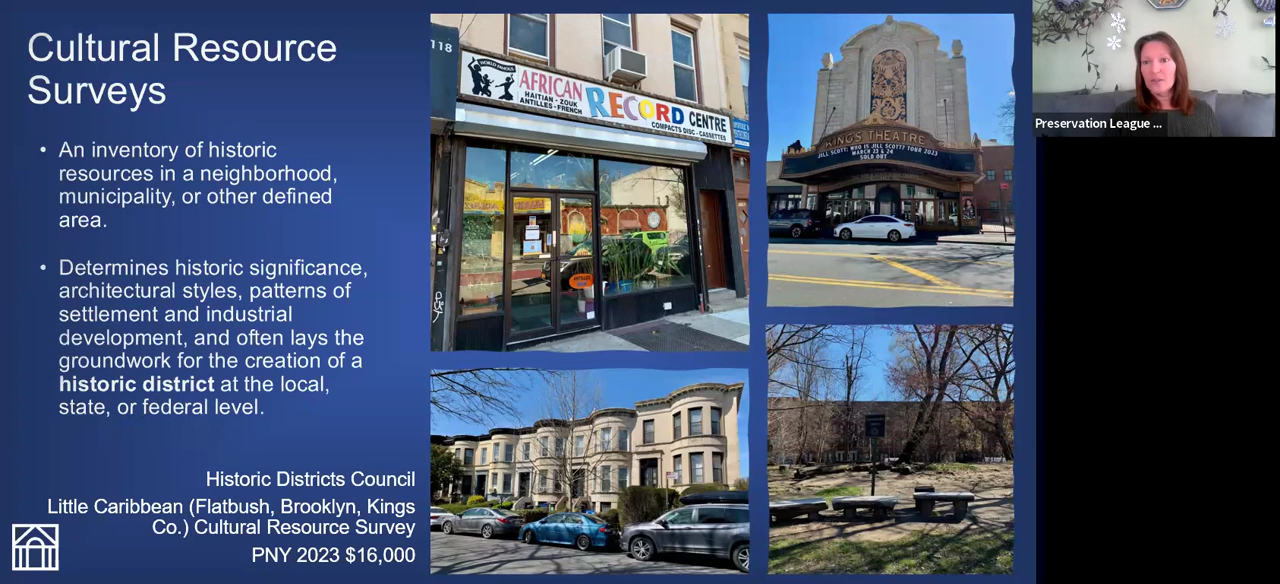 Cultural Resource
Surveys
• An inventory of historic
resources in a neighborhood,
municipality, or other defined
area.
• Determines historic significance,
architectural styles, patterns of
settlement and industrial
development, and often lays the
groundwork for the creation of a
historic district at the local,
state, or federal level.
Historic Districts Council
Little Caribbean (Flatbush, Brooklyn, Kings
Co.) Cultural Resource Survey
PNY 2023 $16,000
118
WORLD FAMOUS
AFRICAN
RECORD CENTRE
HAITIAN - ZOUK
ANTILLES - FRENCH
COMPACTS DISC - CASSETTES
KINGS THEATRE
JILL SCOTT: WHO IS JILL SCOTT? TOUR 2023
MARCH 23 & 24
SOLD OUT
Preservation League ...